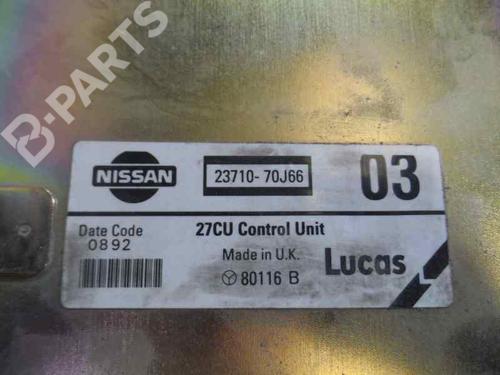 B-PARTS
NISSAN
23710-70J66
03
Date Code
0892
27CU Control Unit
Made in U.K.
80116 B
Lucas